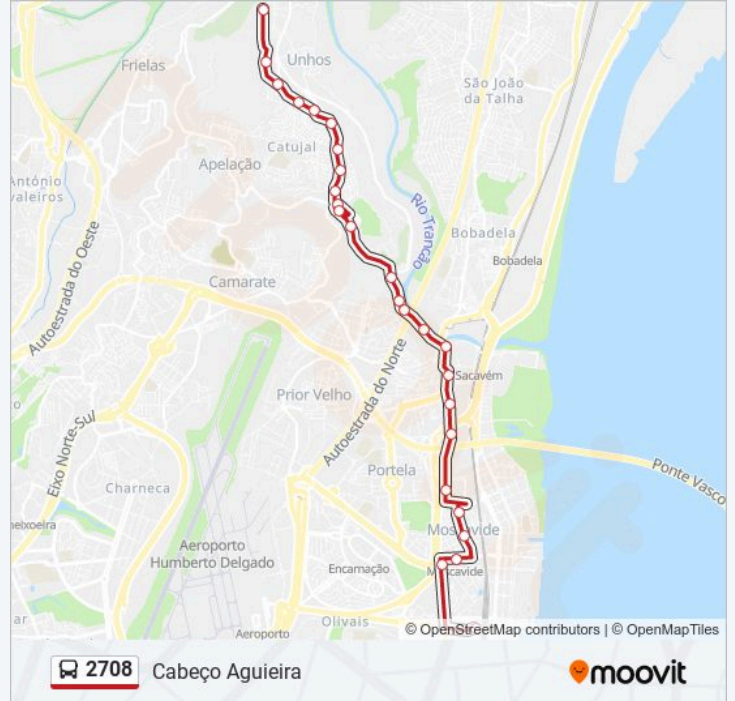 Frielas
Unhos
São João
da Talha
Catujal
Apelação
António
valeiros
Rio Trancão
Bobadela
Bobadela
Autoestrada do Oeste
Camarate
Autoestrada do Norte
Sacavém
Prior Velho
Eixo Norte-Sul
Portela
Ponte Vasco
Charneca
Moscavide
Aeroporto
Humberto Delgado
Encarnação
Moscavide
Olivais
Aeroporto
© OpenStreetMap contributors | © OpenMapTiles
2708 Cabeço Aguieira
moovit